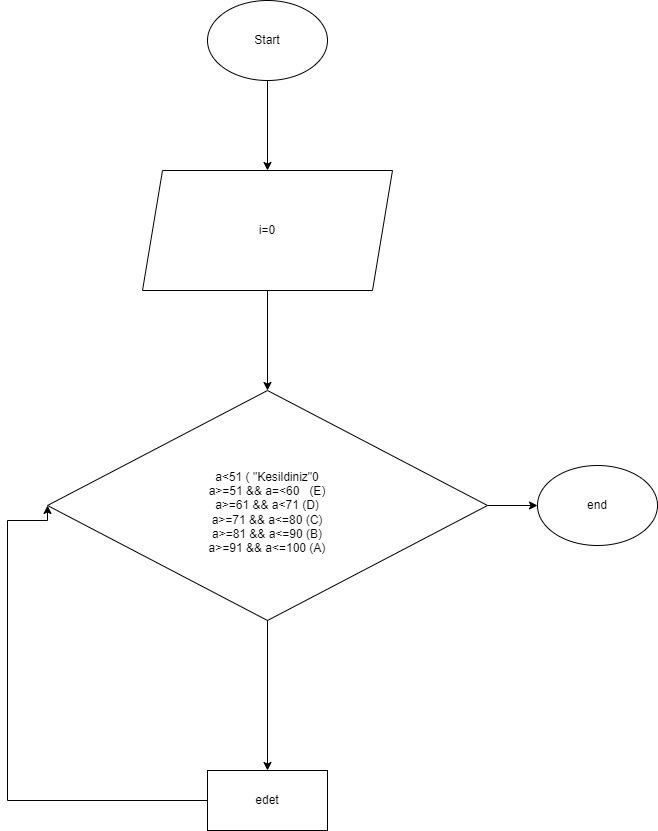 Start
i=0
a<51 ( "Kesildiniz"0
a>=51 && a=<60 (E)
a>=61 && a<71 (D)
a>=71 && a<=80 (C)
a>=81 && a<=90 (B)
a>=91 && a<=100 (A)
end
edet